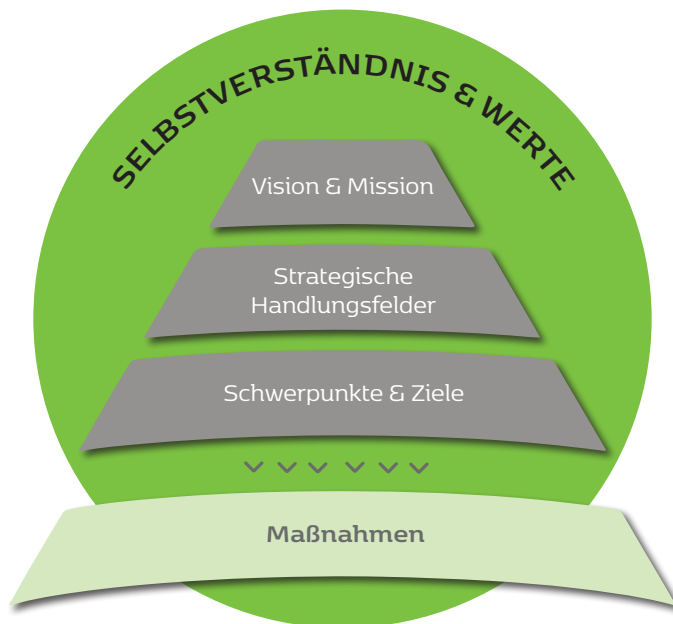 SELBSTVERSTÄNDNIS & WERTE
Vision & Mission
Strategische
Handlungsfelder
Schwerpunkte & Ziele
Maßnahmen